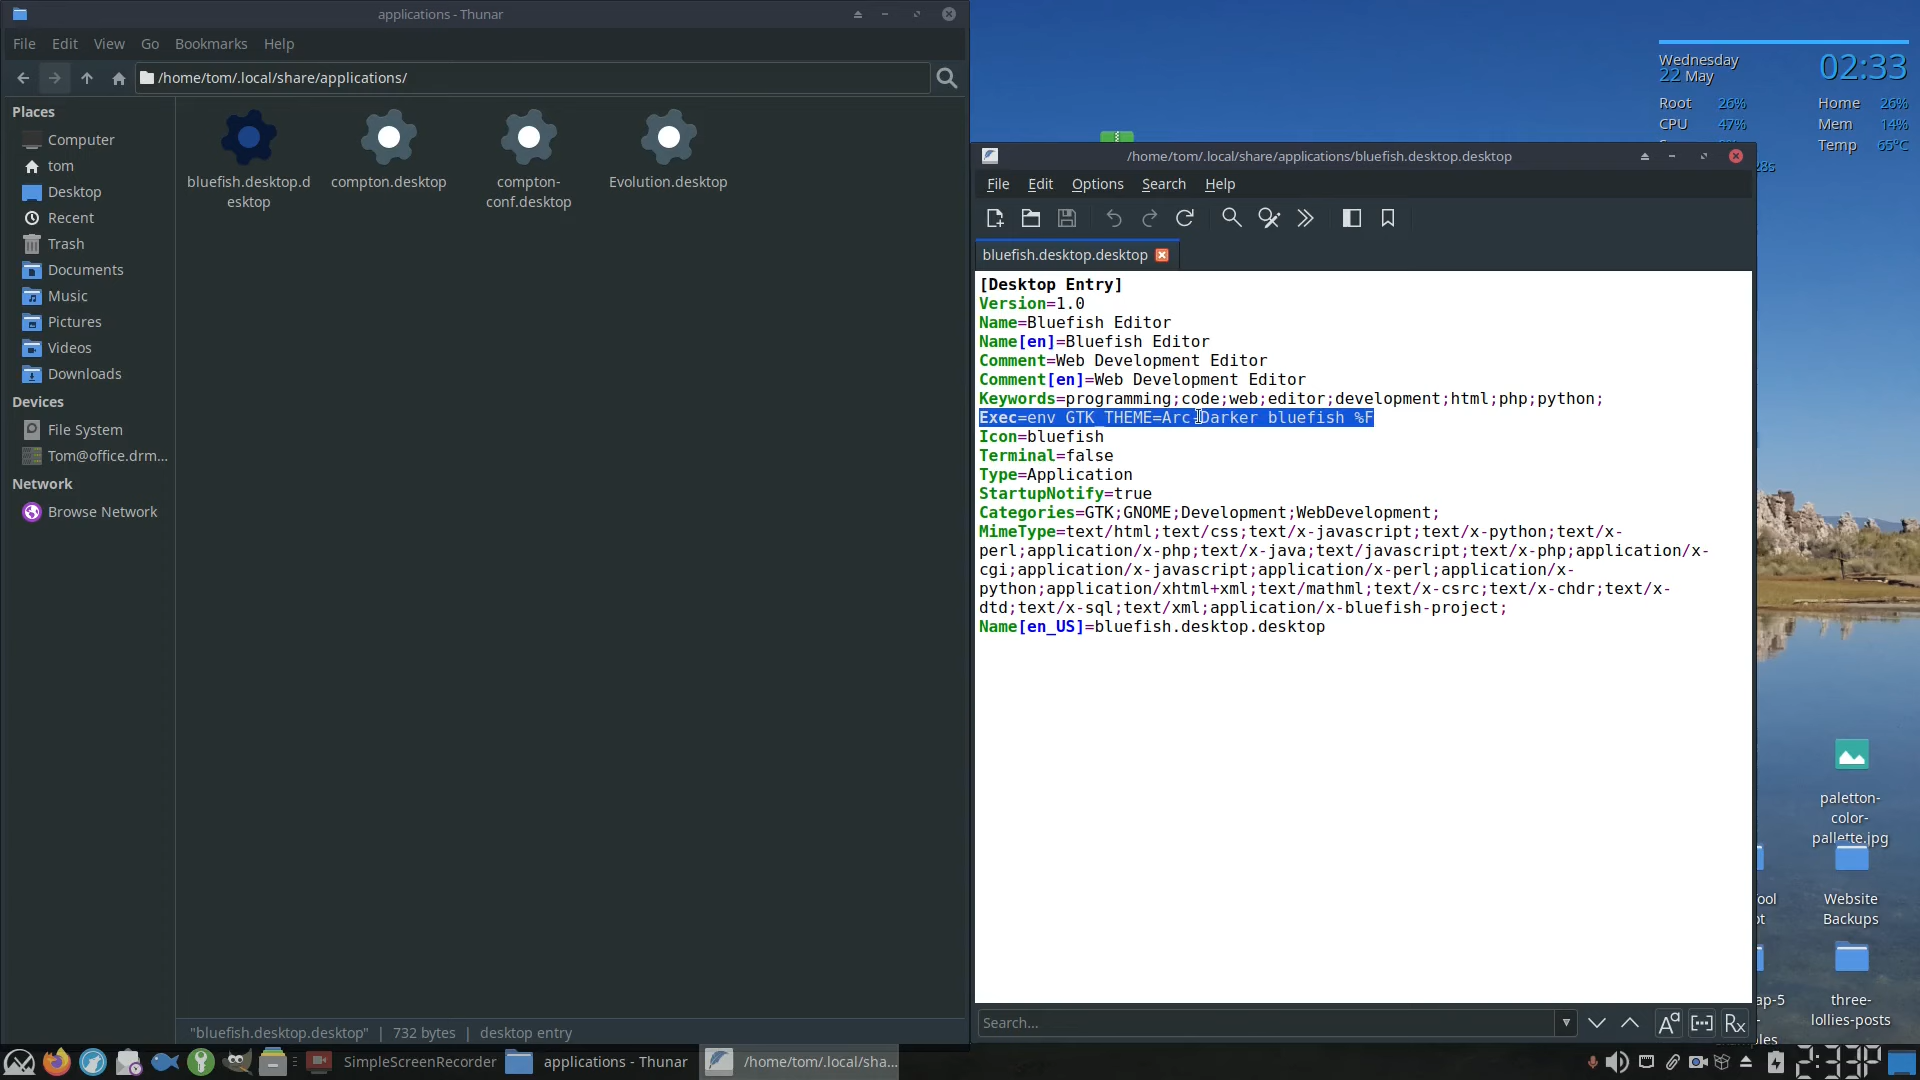 applications - Thunar
File Edit View Go Bookmarks Help
/home/tom/.local/share/applications/
Places
Computer
tom
Desktop
Recent
Trash
Documents
Music
Pictures
Videos
Downloads
Devices
File System
Tom@office.drm...
Network
Browse Network
bluefish.desktop.d
esktop
compton.desktop
compton-
conf.desktop
Evolution.desktop
"bluefish.desktop.desktop" | 732 bytes | desktop entry
Wednesday
22 May
02:33
Root 26% Home 26%
CPU 47% Mem 14%
Temp 65°C
28s
/home/tom/.local/share/applications/bluefish.desktop.desktop
File Edit Options Search Help
bluefish.desktop.desktop
[Desktop Entry]
Version=1.0
Name=Bluefish Editor
Name[en]=Bluefish Editor
Comment=Web Development Editor
Comment[en]=Web Development Editor
Keywords=programming;code;web;editor;development;html;php;python;
Exec=env GTK_THEME=Arc-Darker bluefish %F
Icon=bluefish
Terminal=false
Type=Application
StartupNotify=true
Categories=GTK;GNOME;Development;WebDevelopment;
MimeType=text/html;text/css;text/x-javascript;text/x-python;text/x-
perl;application/x-php;text/x-java;text/javascript;text/x-php;application/x-
cgi;application/x-javascript;application/x-perl;application/x-
python;application/xhtml+xml;text/mathml;text/x-csrc;text/x-chdr;text/x-
dtd;text/x-sql;text/xml;application/x-bluefish-project;
Name[en_US]=bluefish.desktop.desktop
Search...
paletton-
color-
pallette.jpg
Website
Backups
three-
lollies-posts
SimpleScreenRecorder
applications - Thunar
/home/tom/.local/sha...
2:33P